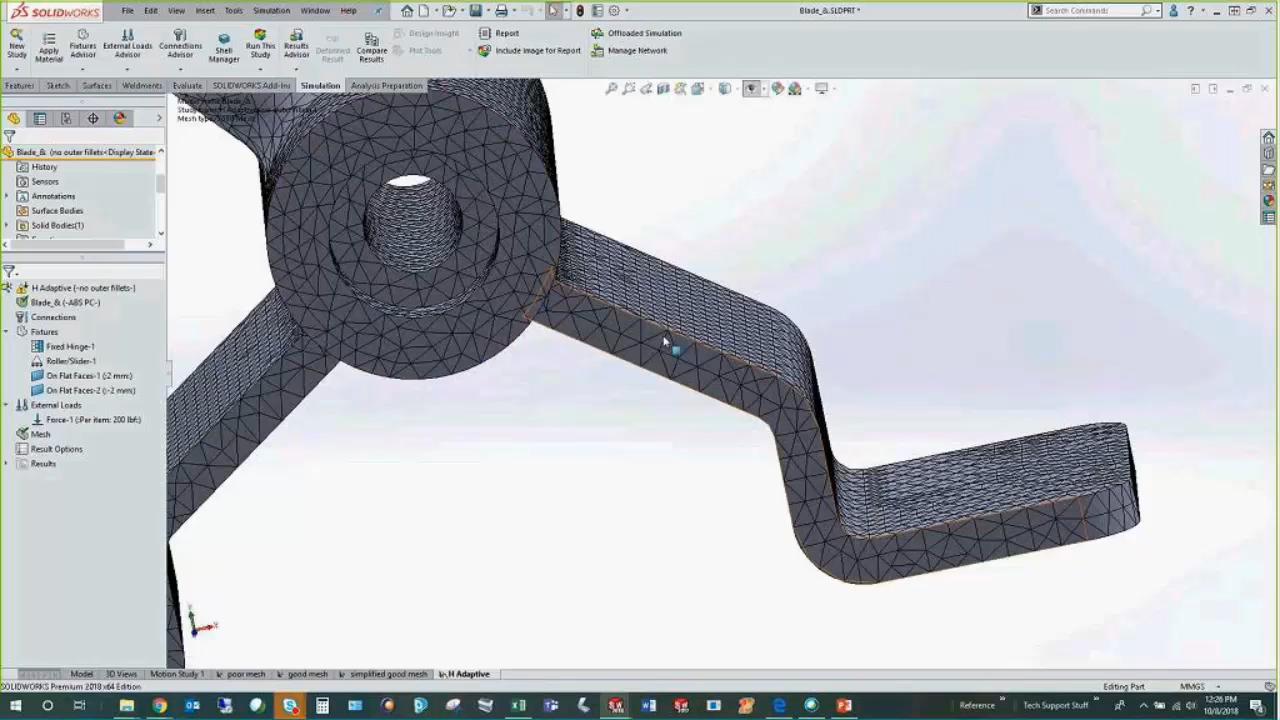 SOLIDWORKS File Edit View Insert Tools Simulation Window Help Blade_&.SLDPRT * Search Commands
New Study
Apply Material
Fixtures Advisor
External Loads Advisor
Connections Advisor
Shell Manager
Run This Study
Results Advisor
Deformed Result
Compare Results
Design Insight
Plot Tools
Report
Include Image for Report
Offloaded Simulation
Manage Network
Features Sketch Surfaces Weldments Evaluate SOLIDWORKS Add-Ins Simulation Analysis Preparation
Blade_& (no outer fillets<Display State-
History
Sensors
Annotations
Surface Bodies
Solid Bodies(1)
H Adaptive (-no outer fillets-)
Blade_& (-ABS PC-)
Connections
Fixtures
Fixed Hinge-1
Roller/Slider-1
On Flat Faces-1 (:2 mm:)
On Flat Faces-2 (:-2 mm:)
External Loads
Force-1 (:Per item: 200 lbf:)
Mesh
Result Options
Results
Model 3D Views Motion Study 1 poor mesh good mesh simplified good mesh H Adaptive
SOLIDWORKS Premium 2018 x64 Edition Editing Part MMGS
Reference Tech Support Stuff 12:26 PM
10/8/2018